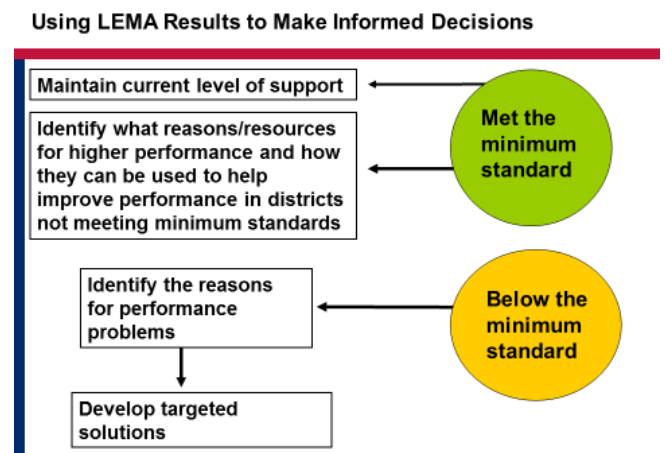 Using LEMA Results to Make Informed Decisions
Maintain current level of support
Identify what reasons/resources
for higher performance and how
they can be used to help
improve performance in districts
not meeting minimum standards
Met the
minimum
standard
Identify the reasons
for performance
problems
Below the
minimum
standard
Develop targeted
solutions